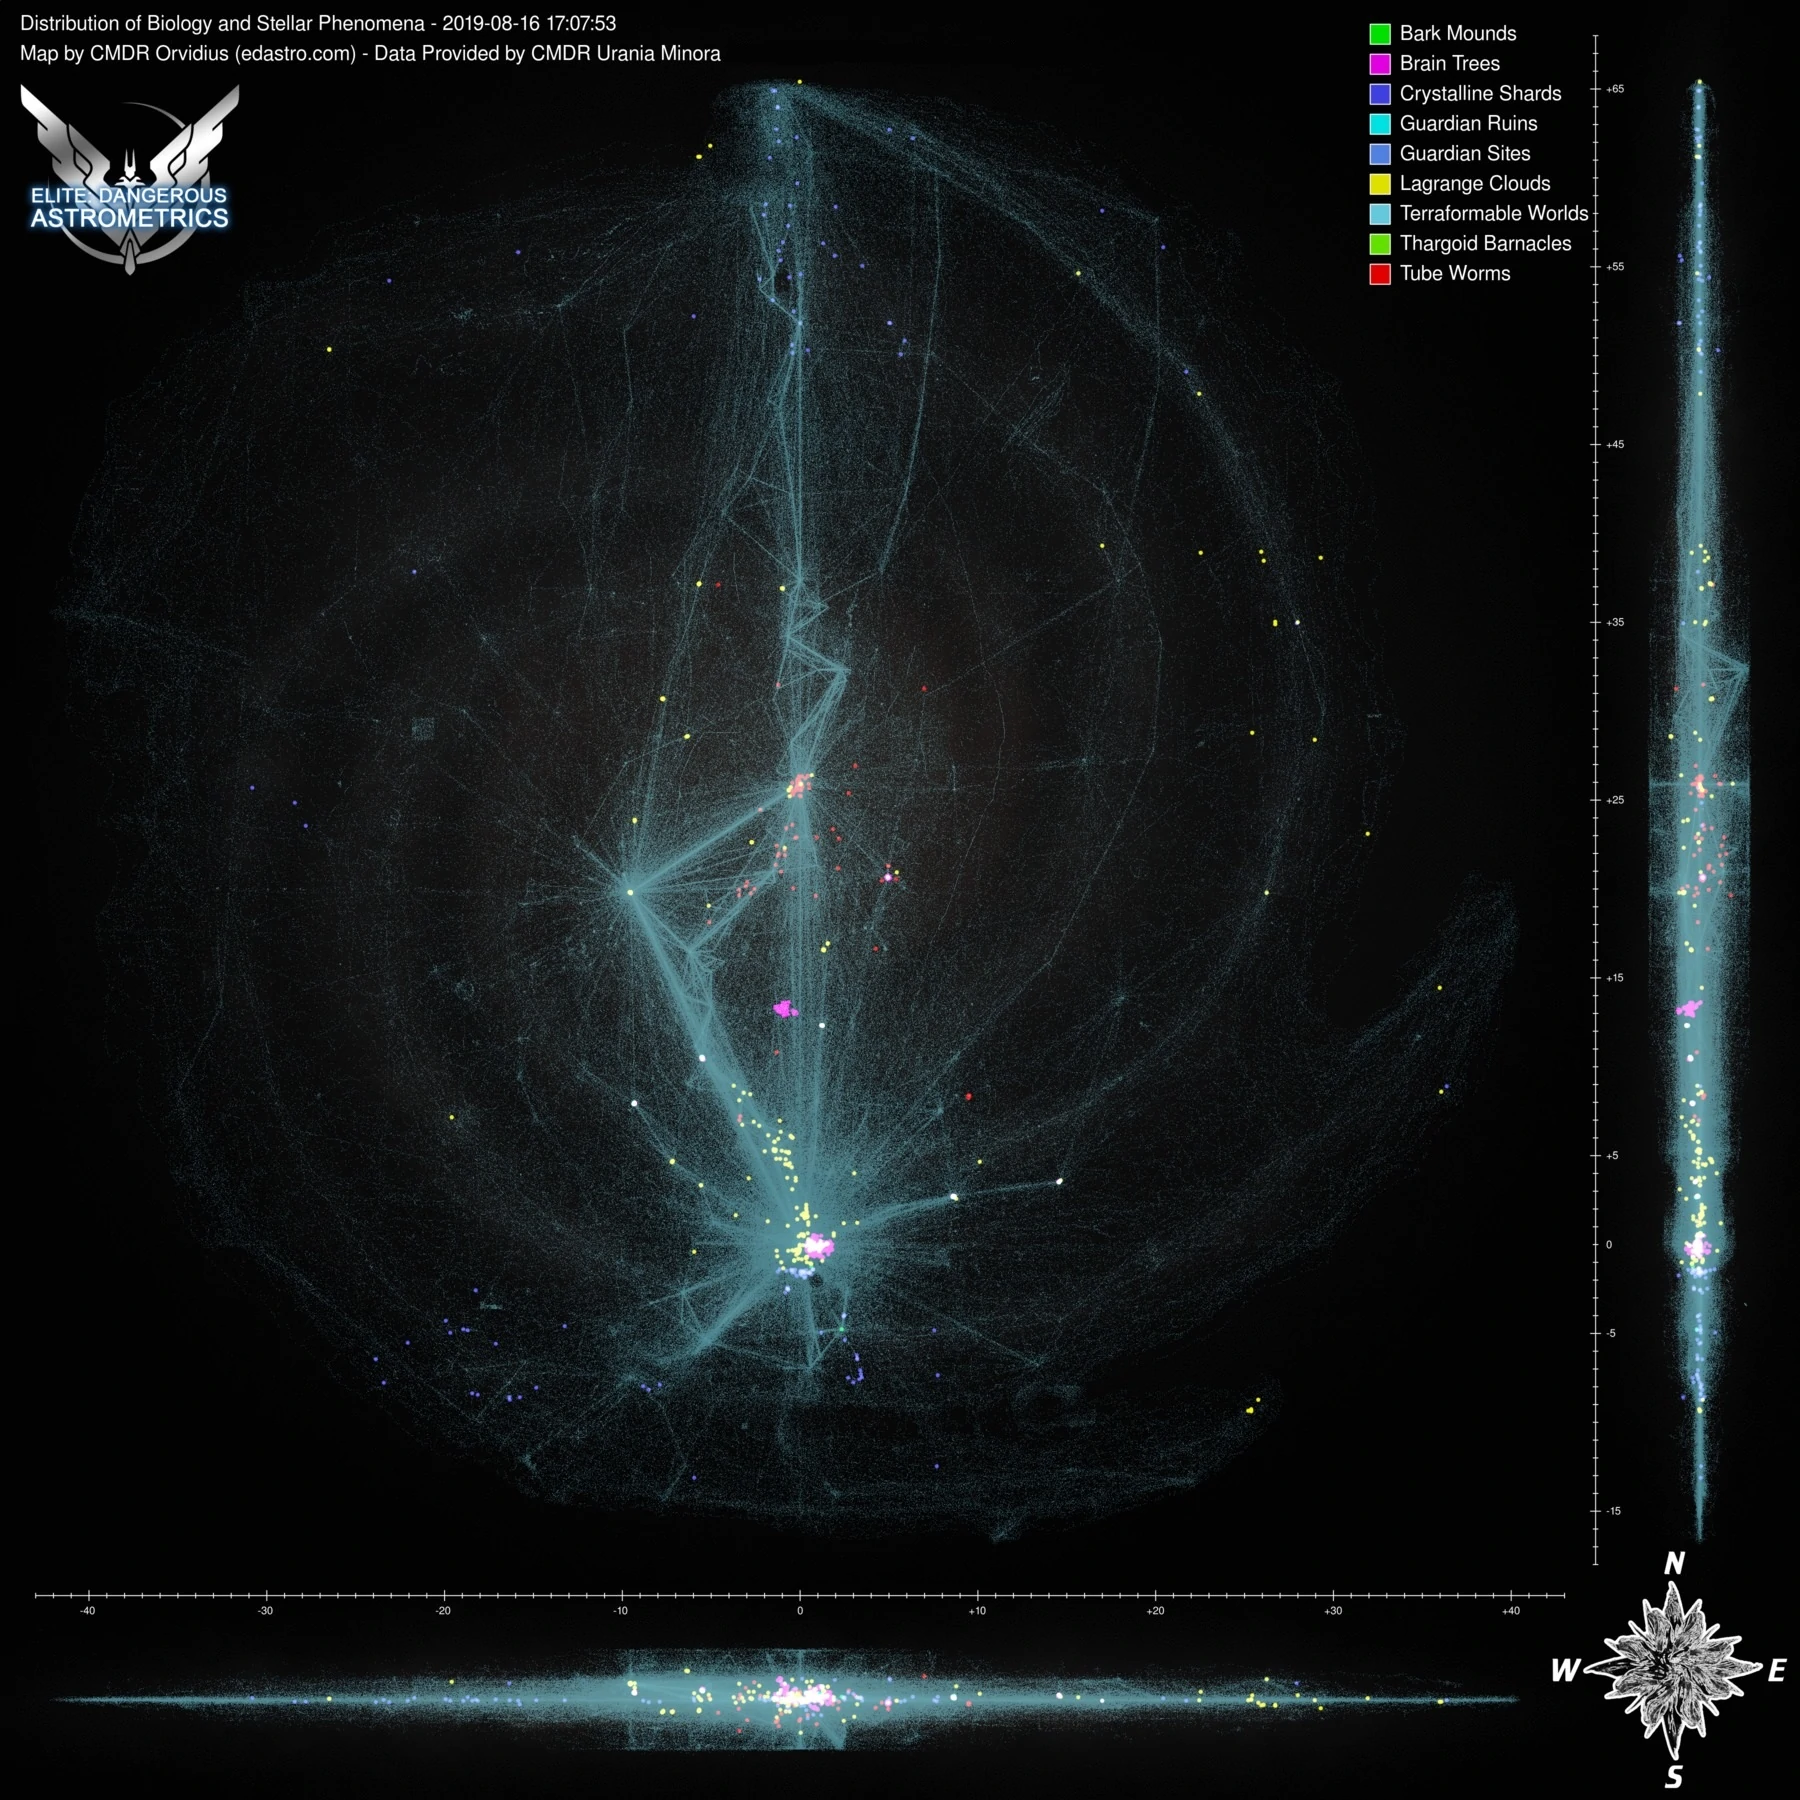 Distribution of Biology and Stellar Phenomena - 2019-08-16 17:07:53
Map by CMDR Orvidius (edastro.com) - Data Provided by CMDR Urania Minora
ELITE: DANGEROUS
ASTROMETRICS
Bark Mounds
Brain Trees
Crystalline Shards
Guardian Ruins
Guardian Sites
Lagrange Clouds
Terraformable Worlds
Thargoid Barnacles
Tube Worms
+65
+55
+45
+35
+25
+15
+5
0
-5
-15
-40 -30 -20 -10 0 +10 +20 +30 +40
N
W E
S